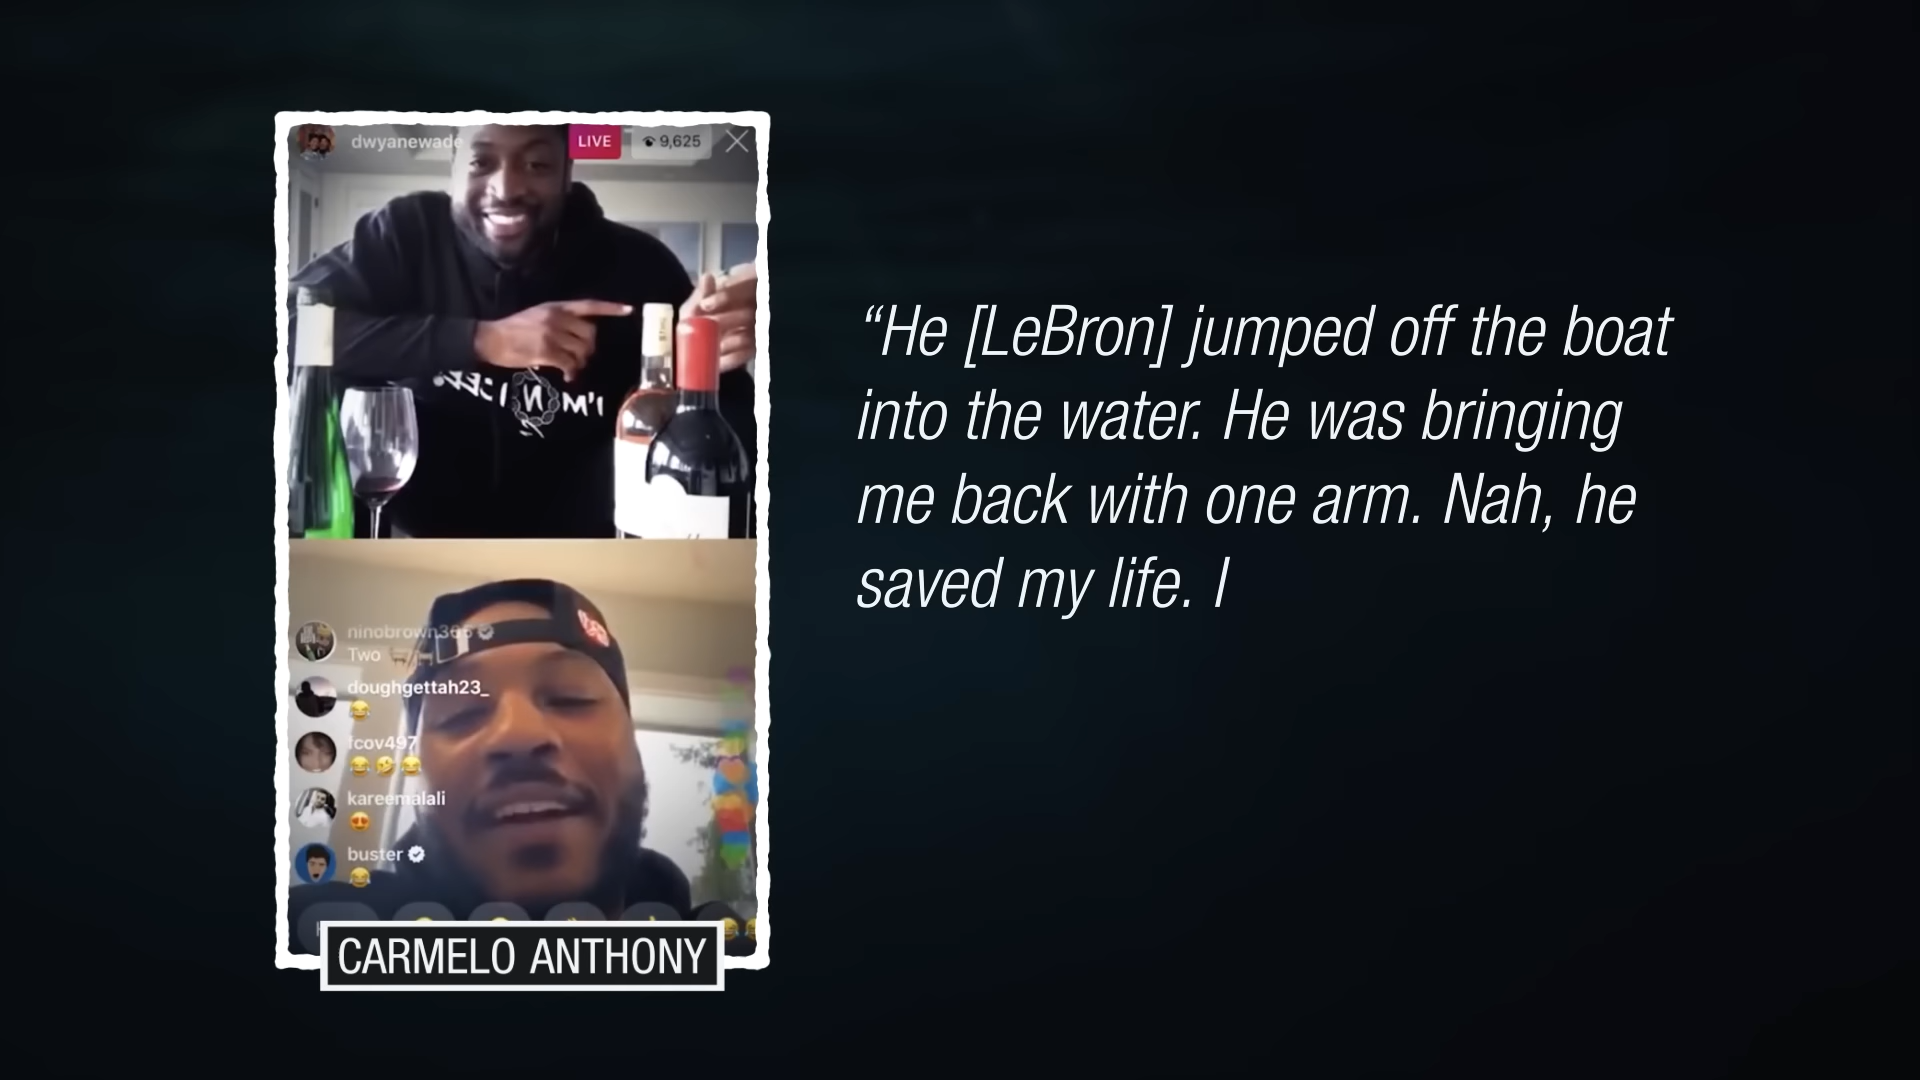 dwyanewade
LIVE
9,625
“He [LeBron] jumped off the boat
into the water. He was bringing
me back with one arm. Nah, he
saved my life. I
ninobrown366
Two
doughgettah23_
fcov497
kareemalali
buster
CARMELO ANTHONY